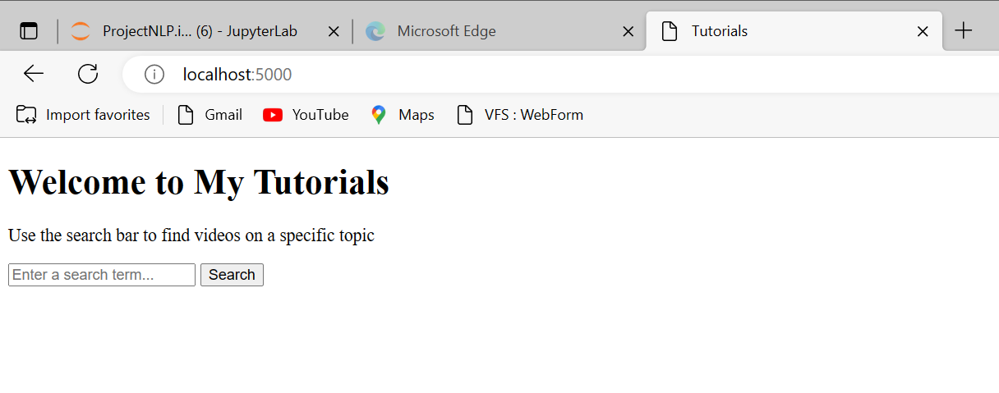 ProjectNLP.i... (6) - JupyterLab
Microsoft Edge
Tutorials
localhost:5000
Import favorites
Gmail
YouTube
Maps
VFS : WebForm
Welcome to My Tutorials
Use the search bar to find videos on a specific topic
Enter a search term...
Search